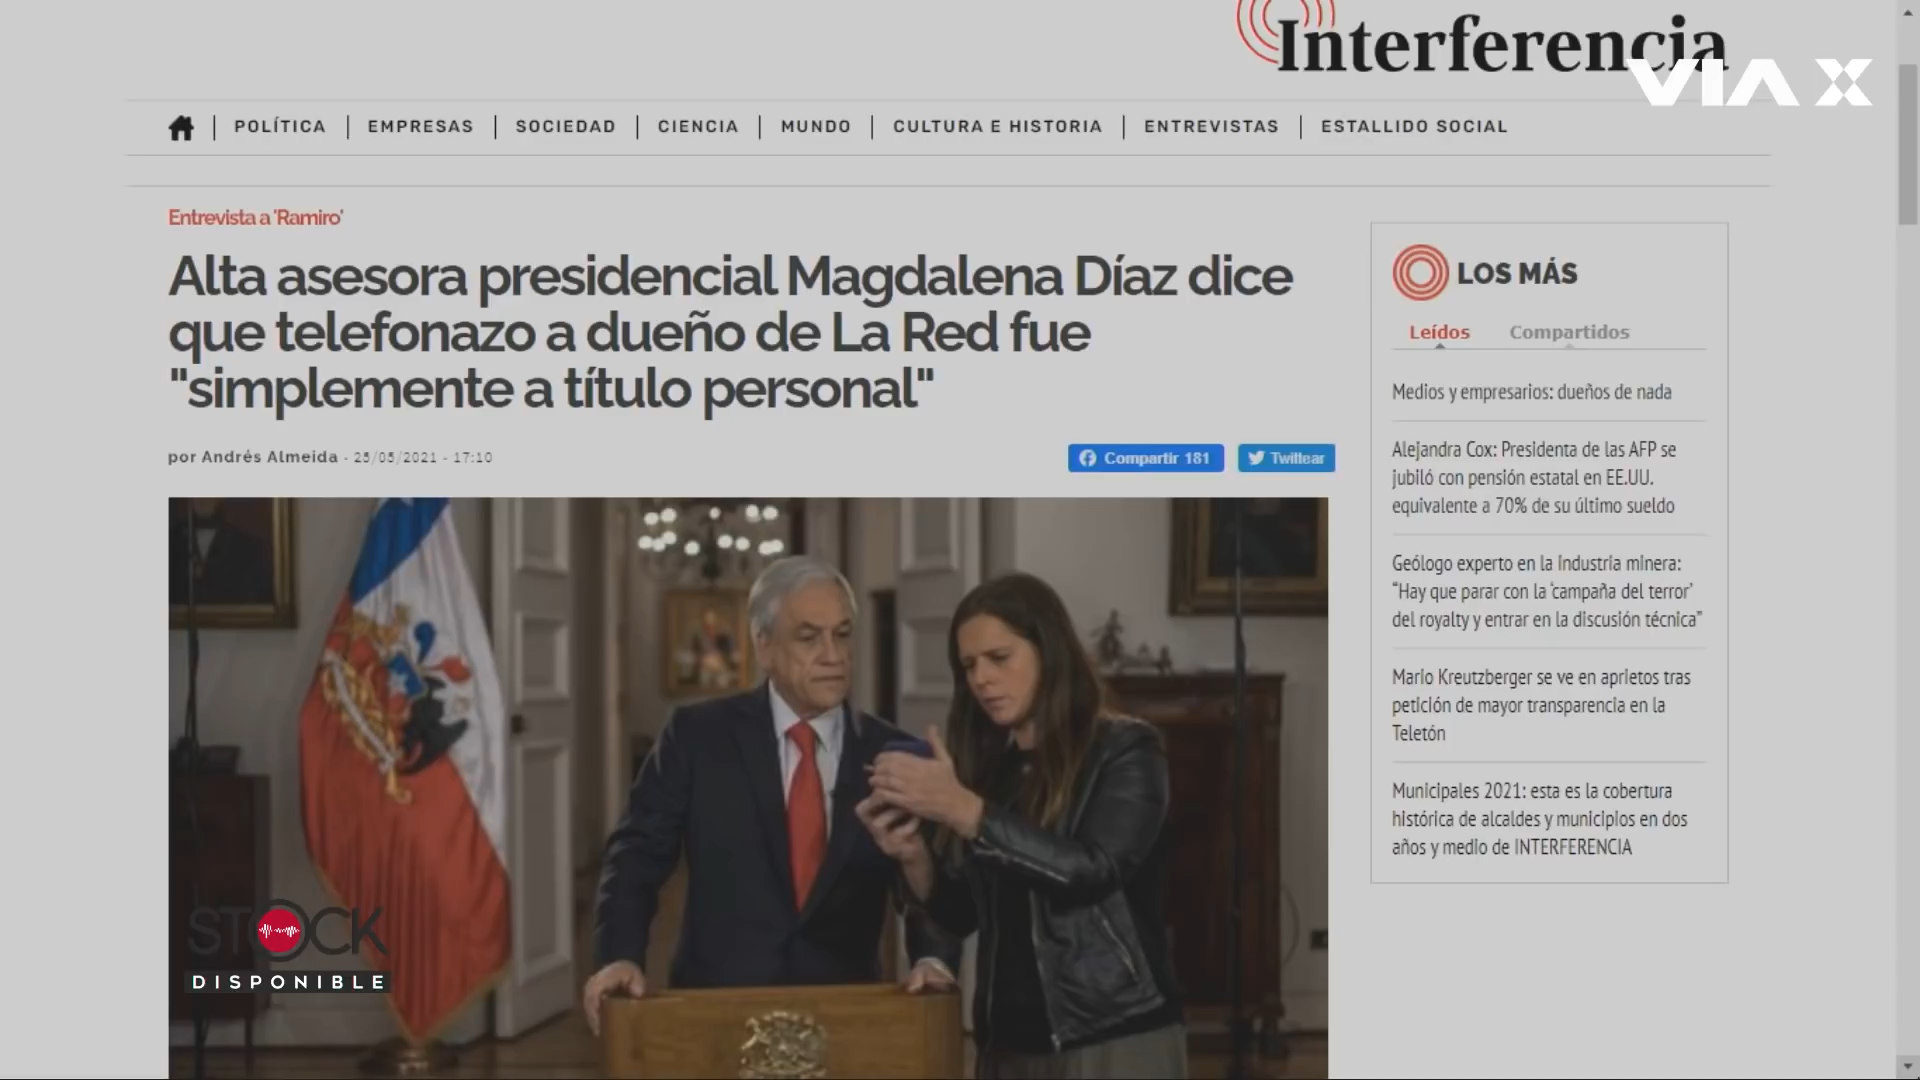 Interferencia
VIA X
POLÍTICA | EMPRESAS | SOCIEDAD | CIENCIA | MUNDO | CULTURA E HISTORIA | ENTREVISTAS | ESTALLIDO SOCIAL
Entrevista a 'Ramiro'
Alta asesora presidencial Magdalena Díaz dice
que telefonazo a dueño de La Red fue
"simplemente a título personal"
por Andrés Almeida - 25/05/2021 - 17:10
Compartir 181
Twittear
LOS MÁS
Leídos Compartidos
Medios y empresarios: dueños de nada
Alejandra Cox: Presidenta de las AFP se
jubiló con pensión estatal en EE.UU.
equivalente a 70% de su último sueldo
Geólogo experto en la industria minera:
“Hay que parar con la ‘campaña del terror’
del royalty y entrar en la discusión técnica”
Mario Kreutzberger se ve en aprietos tras
petición de mayor transparencia en la
Teletón
Municipales 2021: esta es la cobertura
histórica de alcaldes y municipios en dos
años y medio de INTERFERENCIA
STOCK
DISPONIBLE